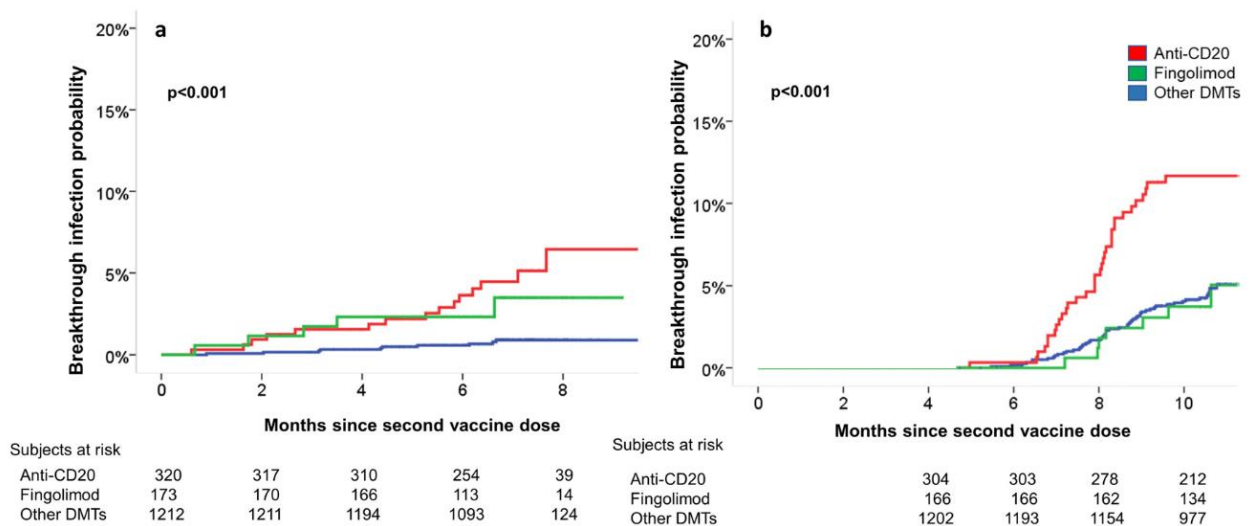 a
20%
15%
10%
5%
0%
Breakthrough infection probability
p<0.001
0 2 4 6 8
Months since second vaccine dose
Subjects at risk
Anti-CD20 320 317 310 254 39
Fingolimod 173 170 166 113 14
Other DMTs 1212 1211 1194 1093 124
b
20%
15%
10%
5%
0%
Breakthrough infection probability
p<0.001
Anti-CD20
Fingolimod
Other DMTs
0 2 4 6 8 10
Months since second vaccine dose
Subjects at risk
Anti-CD20 304 303 278 212
Fingolimod 166 166 162 134
Other DMTs 1202 1193 1154 977